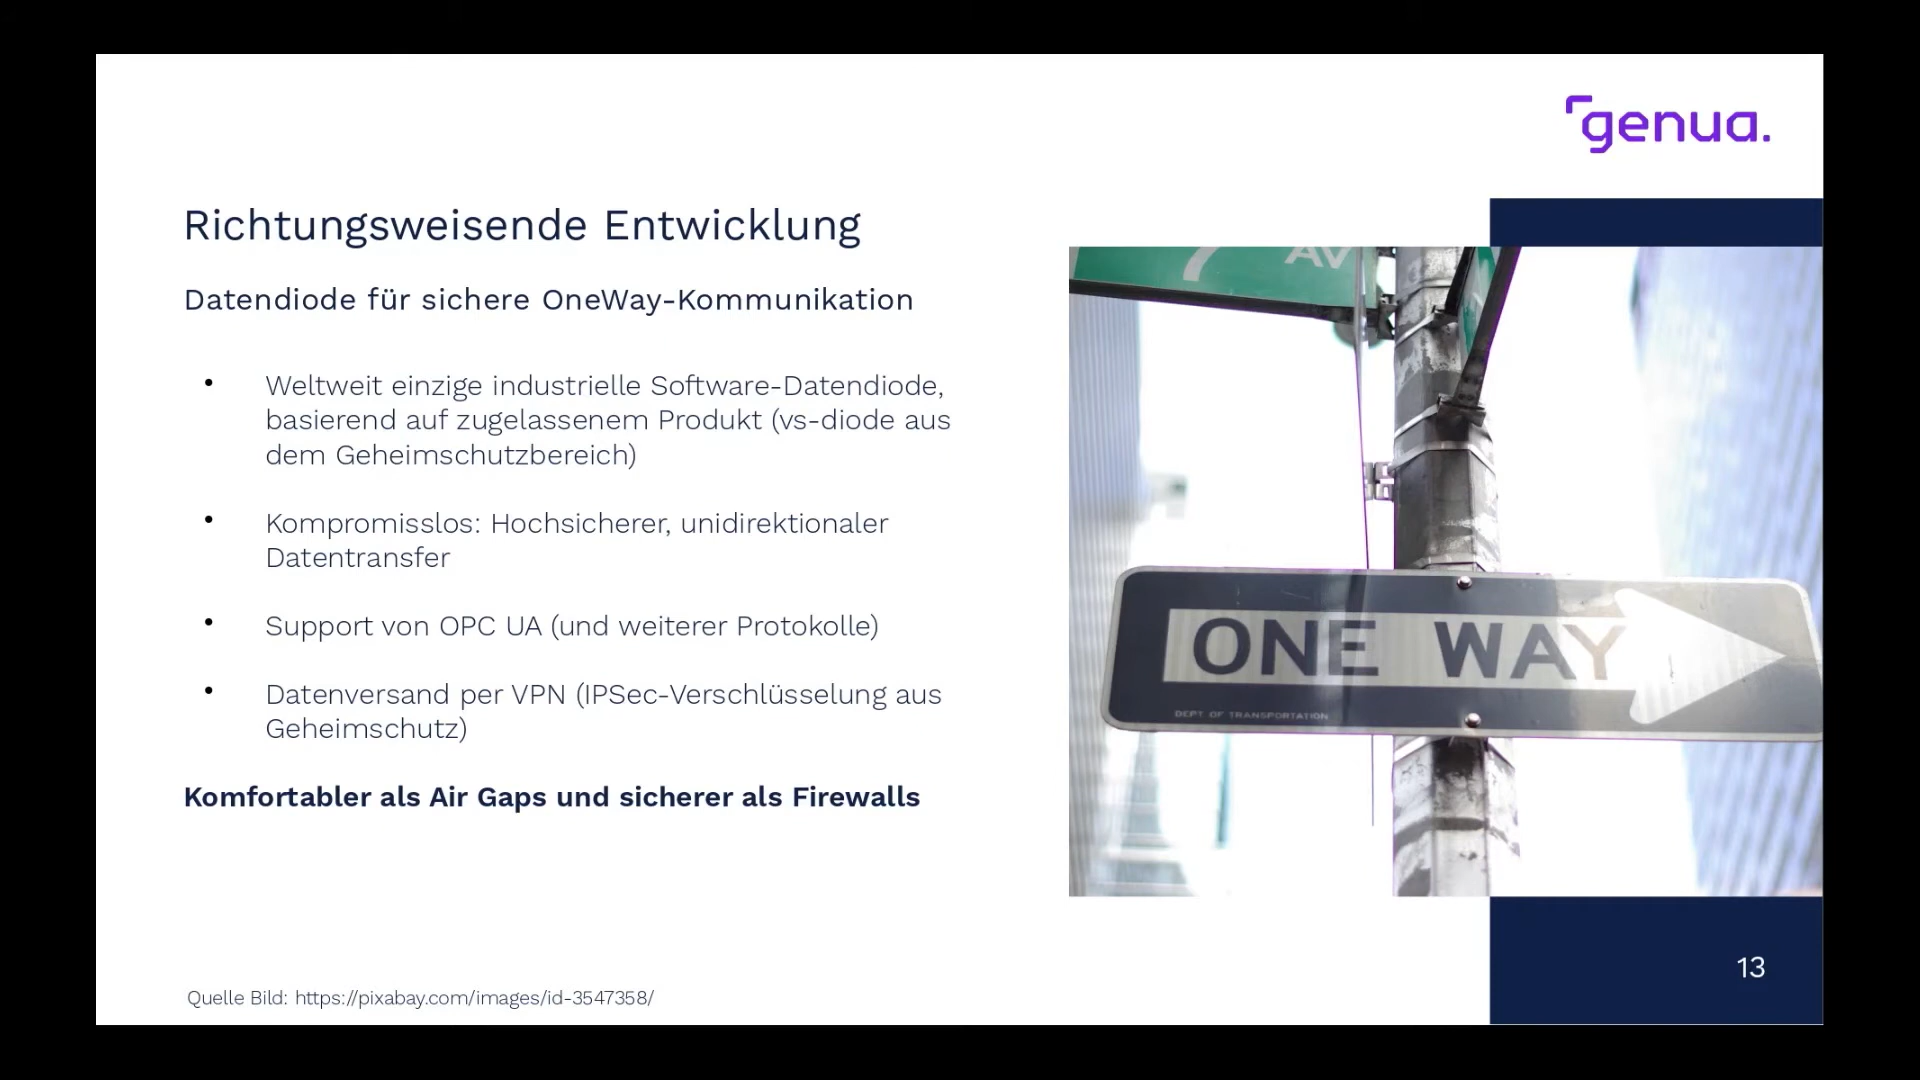 genua.
Richtungsweisende Entwicklung
Datendiode für sichere OneWay-Kommunikation
• Weltweit einzige industrielle Software-Datendiode,
basierend auf zugelassenem Produkt (vs-diode aus
dem Geheimschutzbereich)
• Kompromisslos: Hochsicherer, unidirektionaler
Datentransfer
• Support von OPC UA (und weiterer Protokolle)
• Datenversand per VPN (IPSec-Verschlüsselung aus
Geheimschutz)
Komfortabler als Air Gaps und sicherer als Firewalls
7 AV
ONE WAY
DEPT OF TRANSPORTATION
Quelle Bild: https://pixabay.com/images/id-3547358/
13